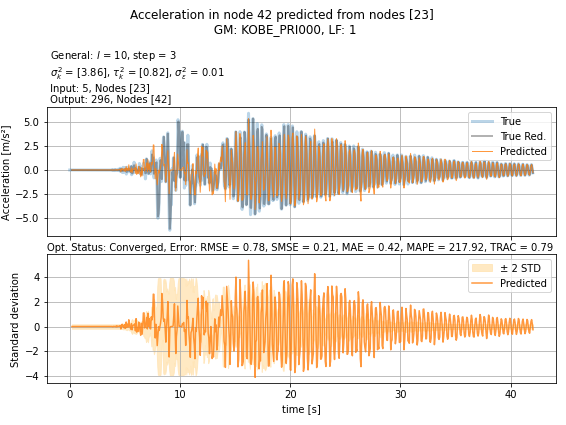 Acceleration in node 42 predicted from nodes [23]
GM: KOBE_PRI000, LF: 1
General: l = 10, step = 3
σ²ₖ = [3.86], τ²ₖ = [0.82], σ²ε = 0.01
Input: 5, Nodes [23]
Output: 296, Nodes [42]
Acceleration [m/s²]
5.0
2.5
0.0
−2.5
−5.0
True
True Red.
Predicted
Opt. Status: Converged, Error: RMSE = 0.78, SMSE = 0.21, MAE = 0.42, MAPE = 217.92, TRAC = 0.79
Standard deviation
4
2
0
−2
−4
± 2 STD
Predicted
0 10 20 30 40
time [s]